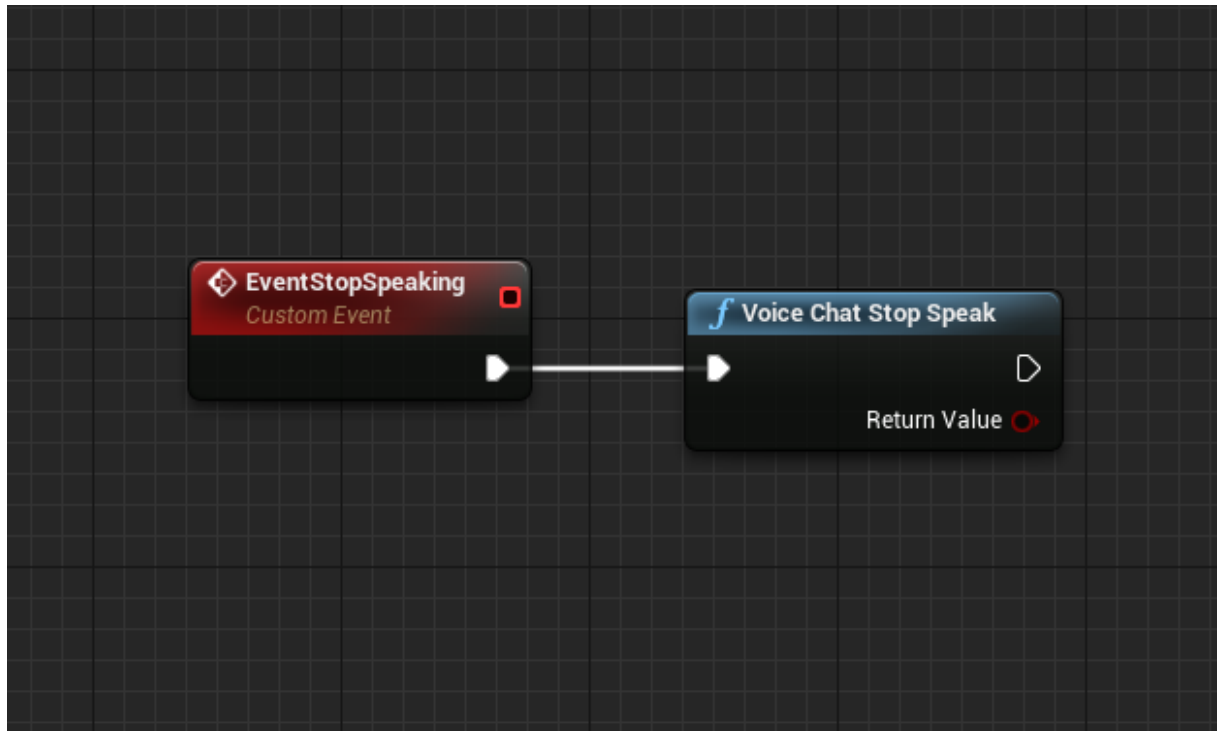 EventStopSpeaking
Custom Event
Voice Chat Stop Speak
Return Value